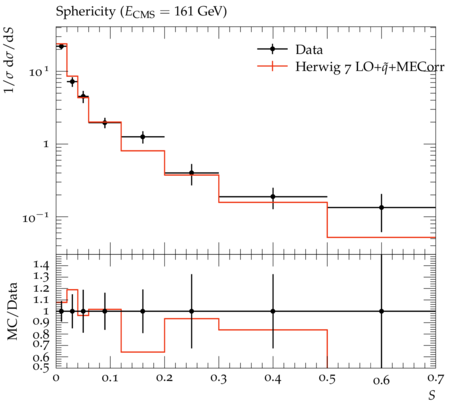 Sphericity (E_CMS = 161 GeV)
1/σ dσ/dS
Data
Herwig 7 LO+q̃+MECorr
10^1
1
10^−1
MC/Data
1.4
1.3
1.2
1.1
1
0.9
0.8
0.7
0.6
0.5
0 0.1 0.2 0.3 0.4 0.5 0.6 0.7
S